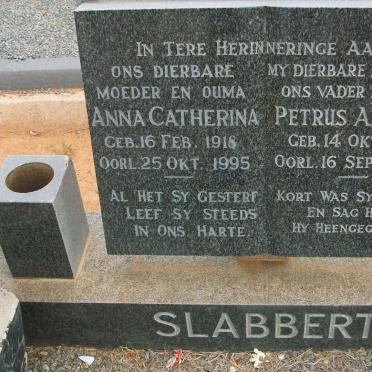 IN TERE HERINNERINGE AA
ONS DIERBARE
MOEDER EN OUMA
ANNA CATHERINA
GEB. 16 FEB. 1918
OORL. 25 OKT. 1995
AL HET SY GESTERF
LEEF SY STEEDS
IN ONS HARTE.
MY DIERBARE
ONS VADER
PETRUS A
GEB. 14 OK
OORL. 16 SEP
KORT WAS SY
EN SAG H
HY HEENGEG
SLABBERT